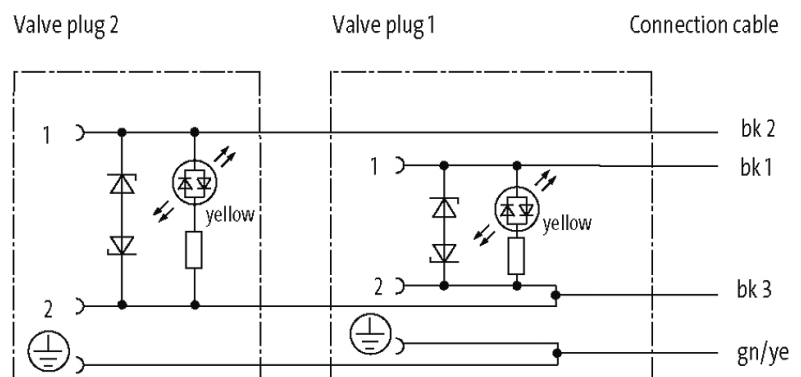 Valve plug 2
Valve plug 1
Connection cable
1
bk 2
1
bk 1
yellow
yellow
2
bk 3
2
gn/ye